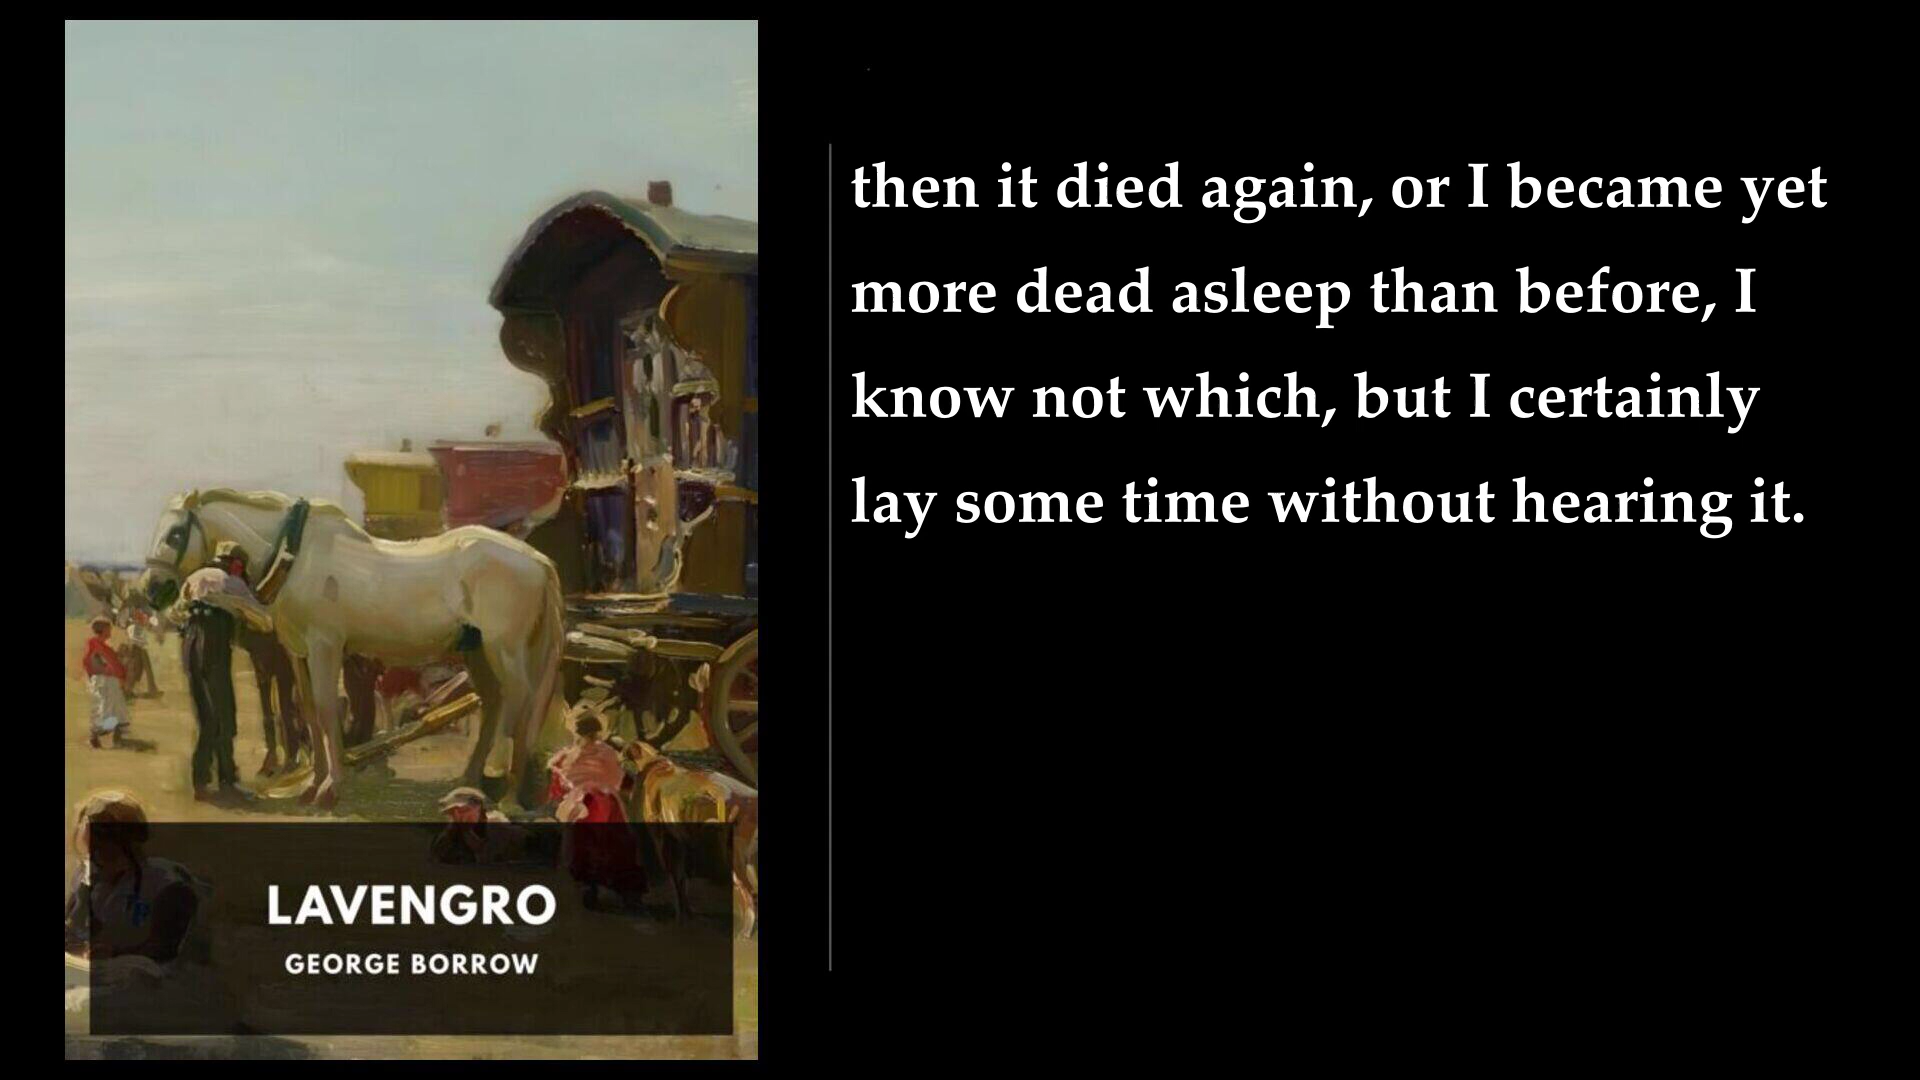 then it died again, or I became yet
more dead asleep than before, I
know not which, but I certainly
lay some time without hearing it.
LAVENGRO
GEORGE BORROW